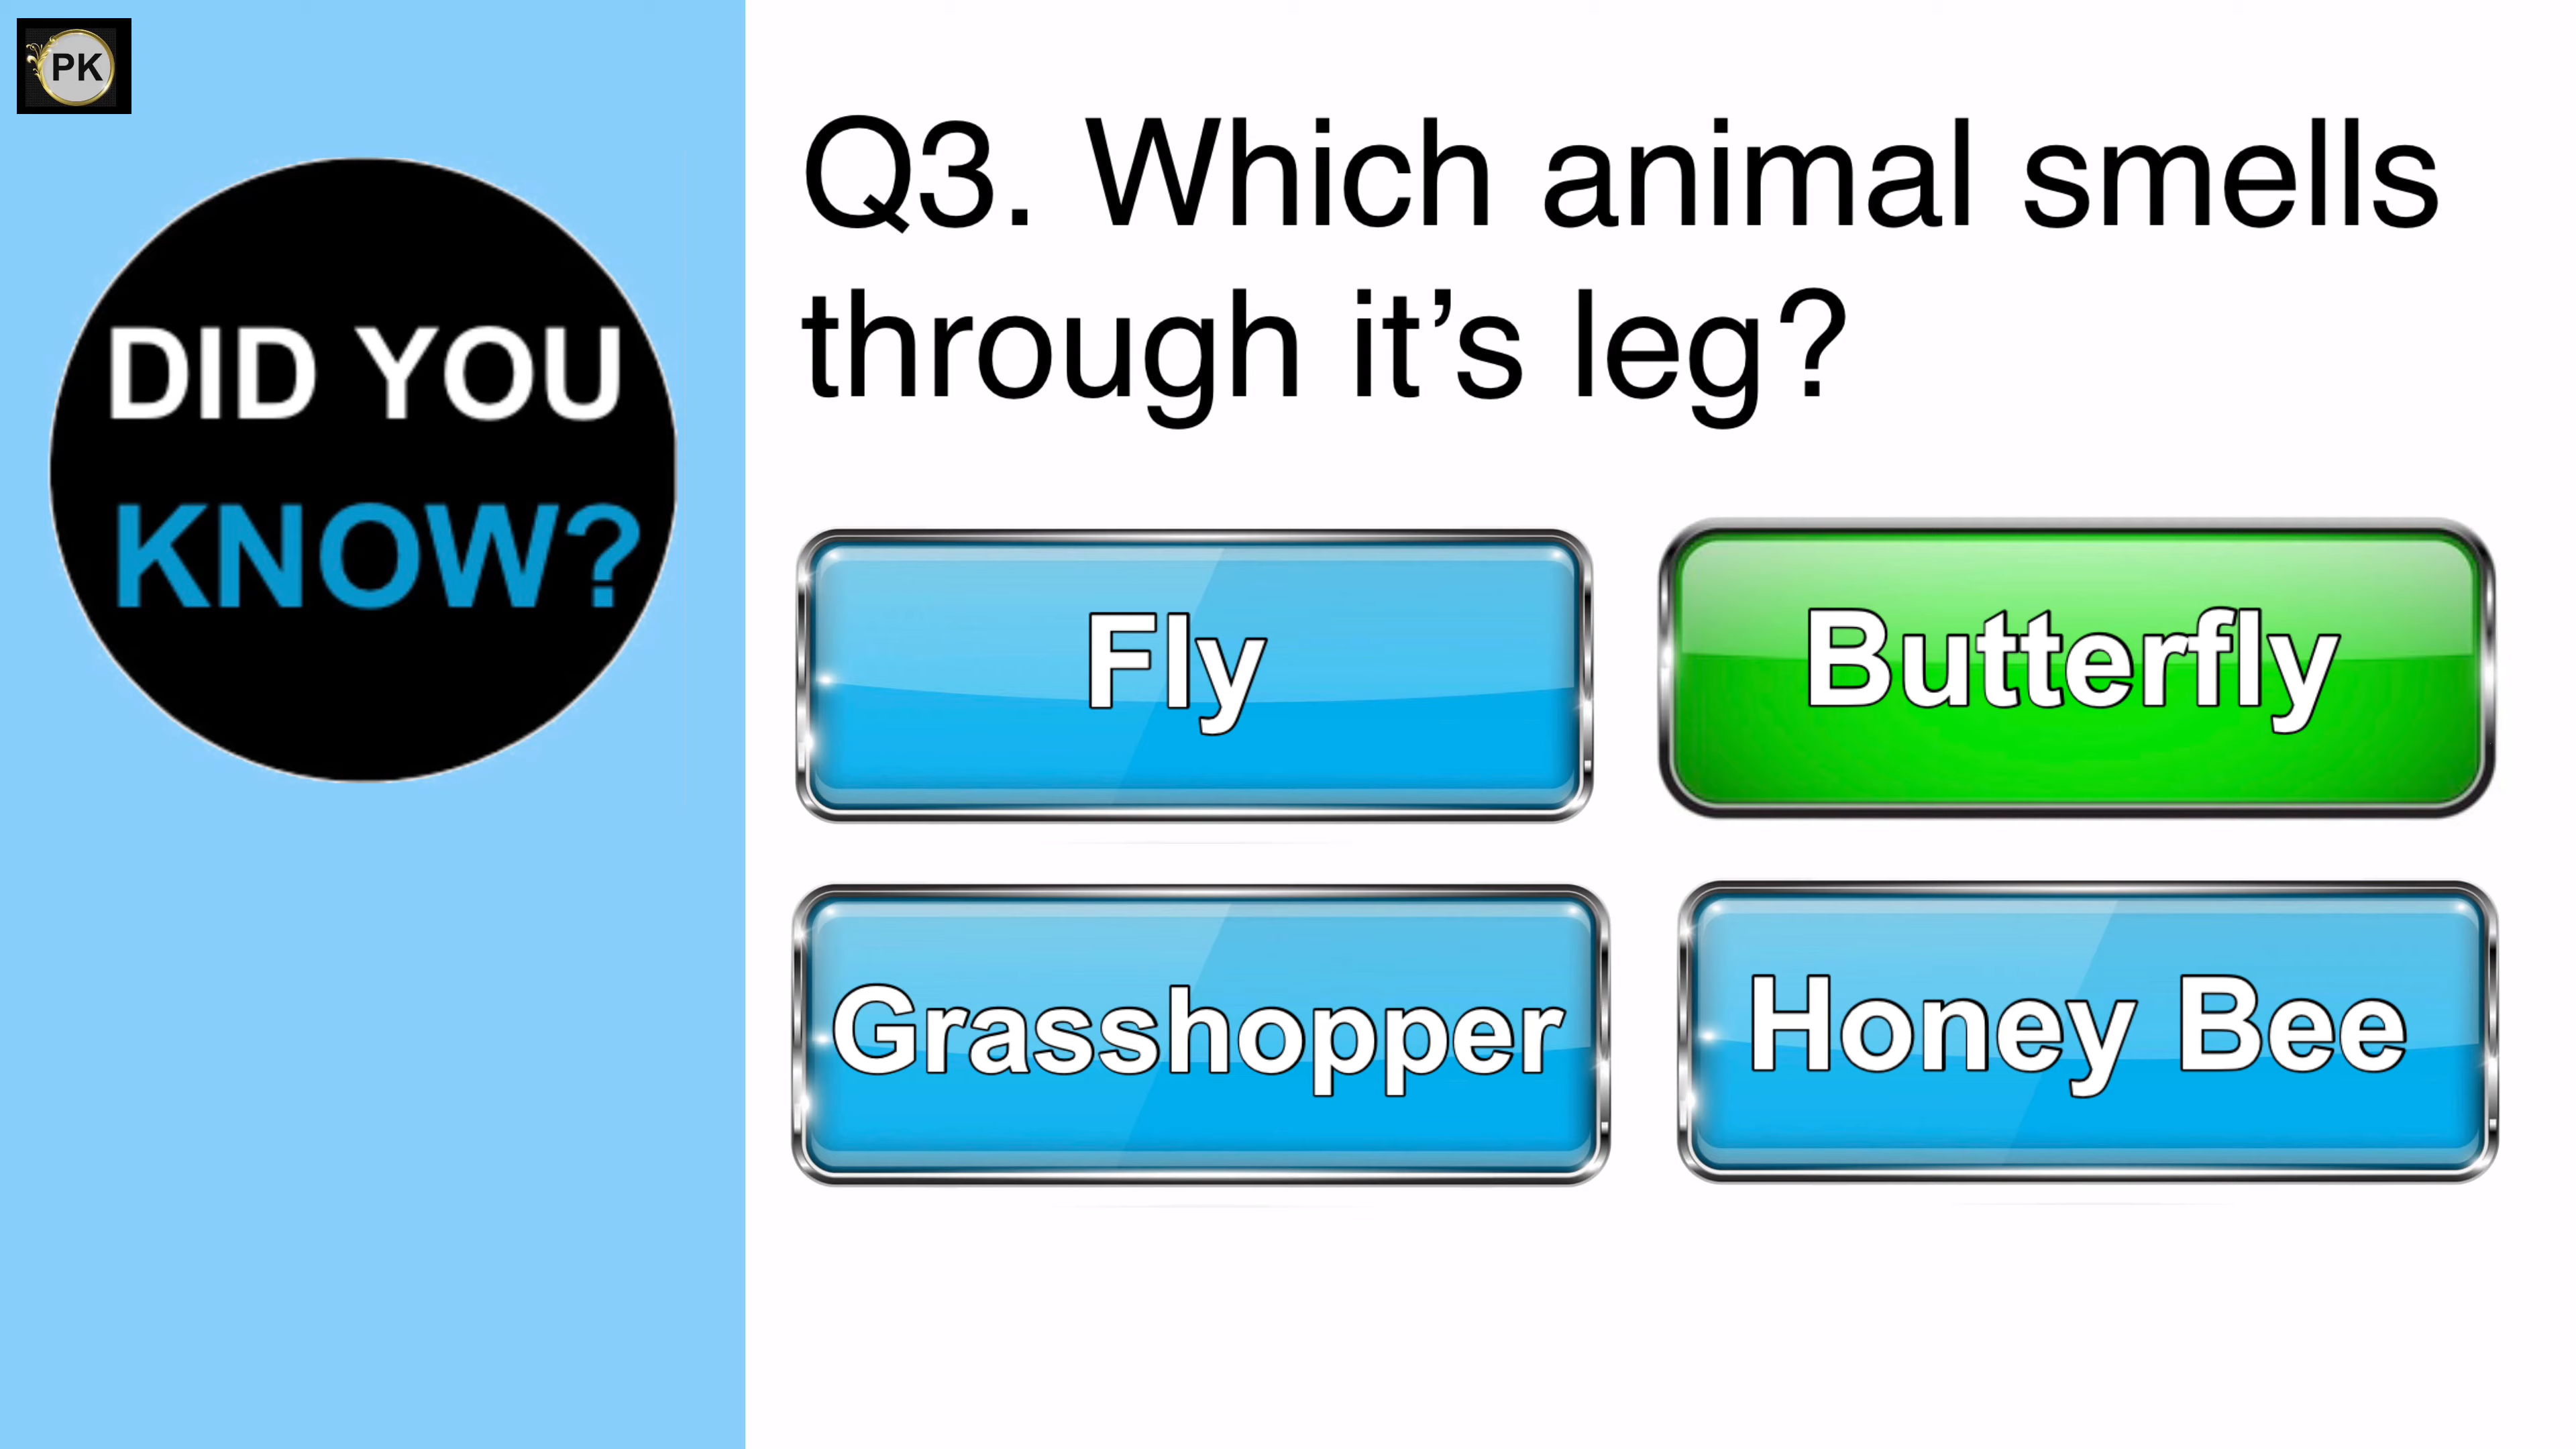 PK
DID YOU
KNOW?
Q3. Which animal smells
through it’s leg?
Fly
Butterfly
Grasshopper
Honey Bee